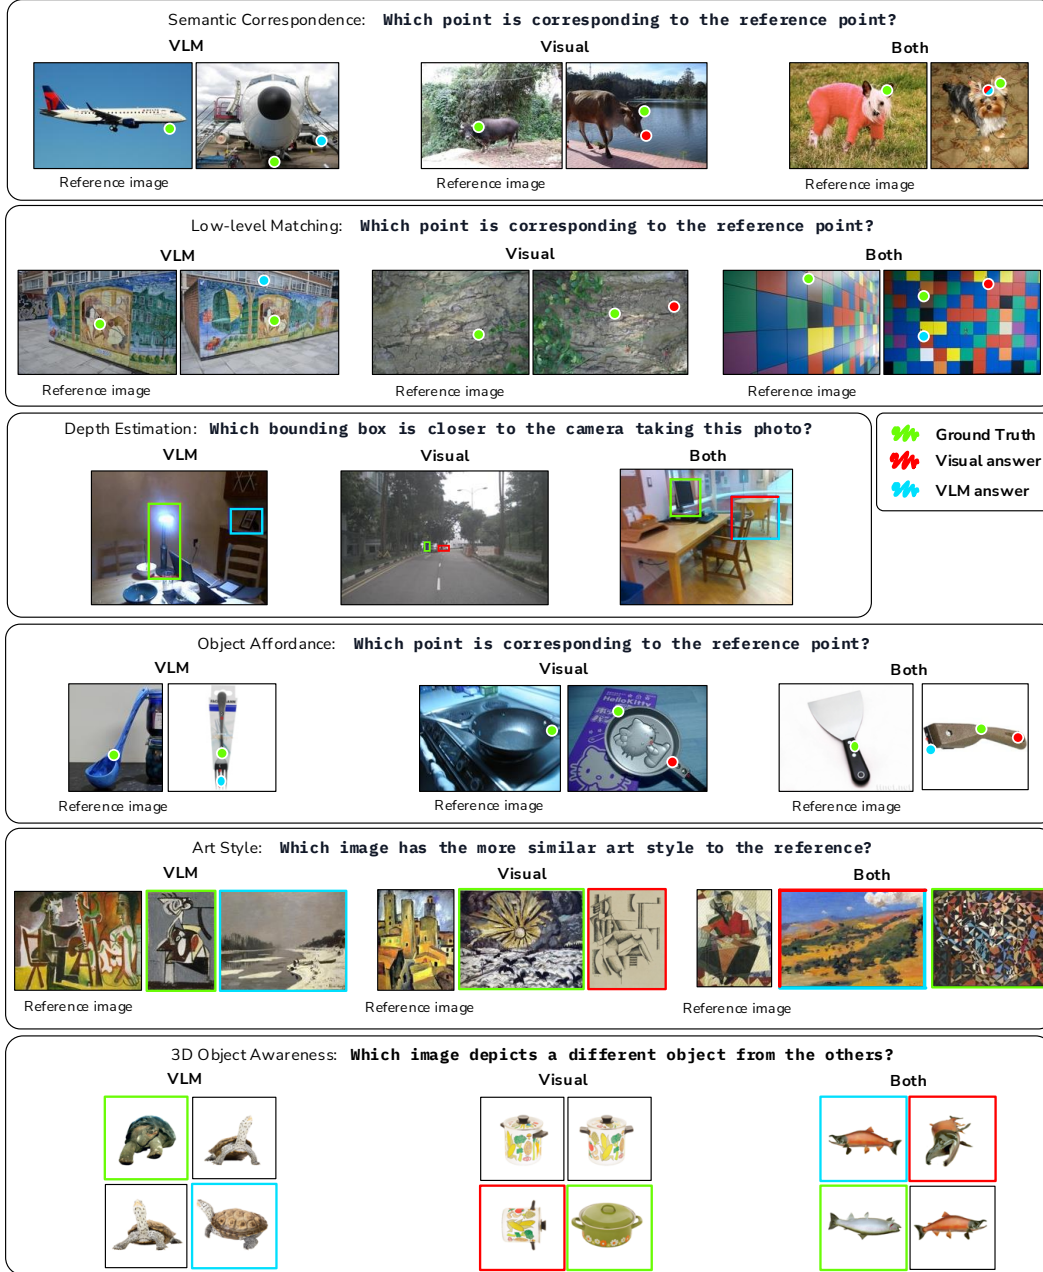 Semantic Correspondence: Which point is corresponding to the reference point?
VLM Visual Both
Reference image Reference image Reference image
Low-level Matching: Which point is corresponding to the reference point?
VLM Visual Both
Reference image Reference image Reference image
Depth Estimation: Which bounding box is closer to the camera taking this photo?
VLM Visual Both
Ground Truth
Visual answer
VLM answer
Object Affordance: Which point is corresponding to the reference point?
VLM Visual Both
HelloKitty
Reference image Reference image Reference image
Art Style: Which image has the more similar art style to the reference?
VLM Visual Both
Reference image Reference image Reference image
3D Object Awareness: Which image depicts a different object from the others?
VLM Visual Both